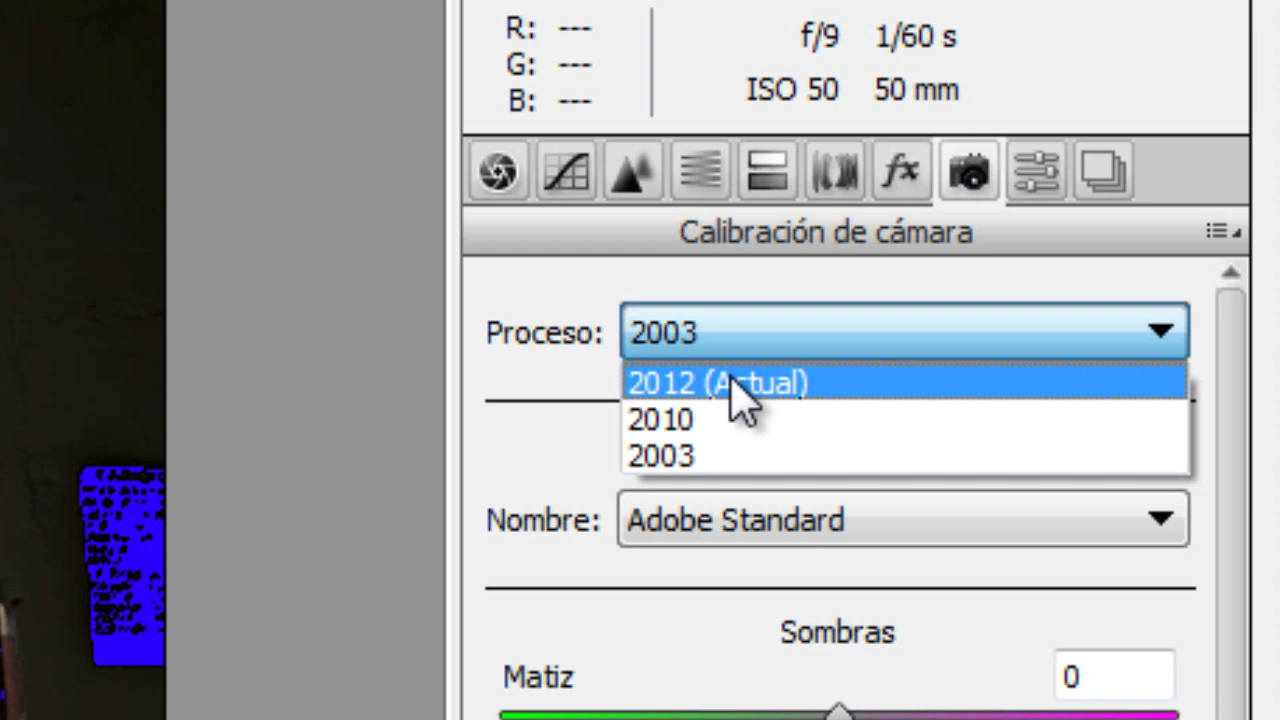 R: ---
G: ---
B: ---
f/9 1/60 s
ISO 50 50 mm
fx
Calibración de cámara
Proceso: 2003
2012 (Actual)
2010
2003
Nombre: Adobe Standard
Sombras
Matiz 0